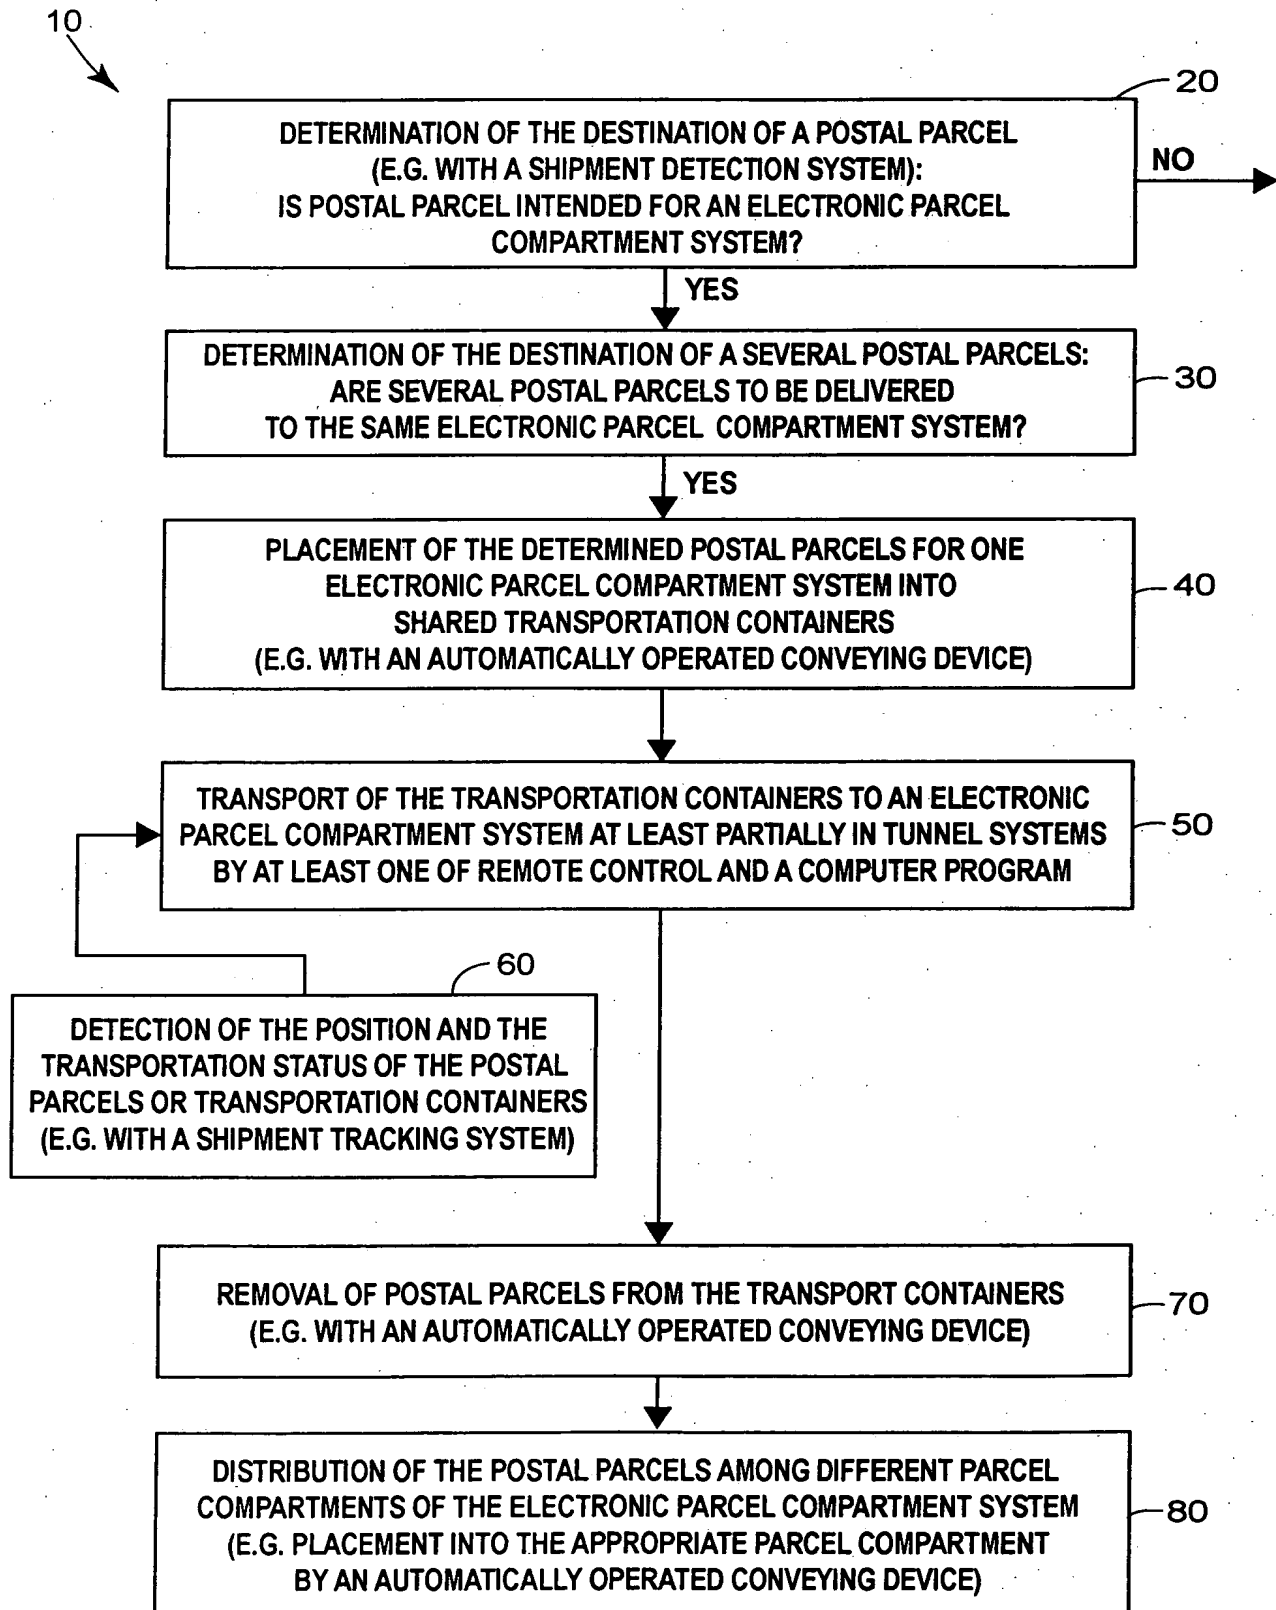 10
20
DETERMINATION OF THE DESTINATION OF A POSTAL PARCEL
(E.G. WITH A SHIPMENT DETECTION SYSTEM):
IS POSTAL PARCEL INTENDED FOR AN ELECTRONIC PARCEL
COMPARTMENT SYSTEM?
NO
YES
DETERMINATION OF THE DESTINATION OF A SEVERAL POSTAL PARCELS:
ARE SEVERAL POSTAL PARCELS TO BE DELIVERED
TO THE SAME ELECTRONIC PARCEL COMPARTMENT SYSTEM?
30
YES
PLACEMENT OF THE DETERMINED POSTAL PARCELS FOR ONE
ELECTRONIC PARCEL COMPARTMENT SYSTEM INTO
SHARED TRANSPORTATION CONTAINERS
(E.G. WITH AN AUTOMATICALLY OPERATED CONVEYING DEVICE)
40
TRANSPORT OF THE TRANSPORTATION CONTAINERS TO AN ELECTRONIC
PARCEL COMPARTMENT SYSTEM AT LEAST PARTIALLY IN TUNNEL SYSTEMS
BY AT LEAST ONE OF REMOTE CONTROL AND A COMPUTER PROGRAM
50
60
DETECTION OF THE POSITION AND THE
TRANSPORTATION STATUS OF THE POSTAL
PARCELS OR TRANSPORTATION CONTAINERS
(E.G. WITH A SHIPMENT TRACKING SYSTEM)
REMOVAL OF POSTAL PARCELS FROM THE TRANSPORT CONTAINERS
(E.G. WITH AN AUTOMATICALLY OPERATED CONVEYING DEVICE)
70
DISTRIBUTION OF THE POSTAL PARCELS AMONG DIFFERENT PARCEL
COMPARTMENTS OF THE ELECTRONIC PARCEL COMPARTMENT SYSTEM
(E.G. PLACEMENT INTO THE APPROPRIATE PARCEL COMPARTMENT
BY AN AUTOMATICALLY OPERATED CONVEYING DEVICE)
80